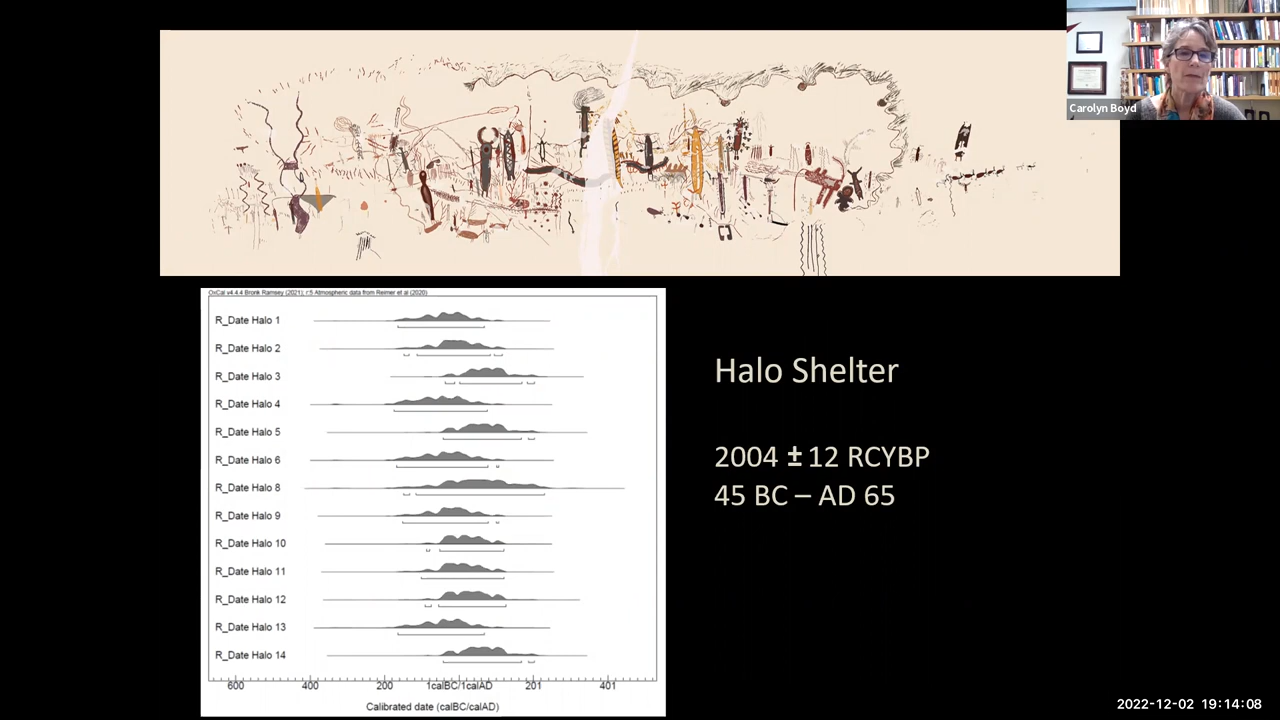 Carolyn Boyd
OxCal v4.4.4 Bronk Ramsey (2021); r:5 Atmospheric data from Reimer et al (2020)
R_Date Halo 1
R_Date Halo 2
R_Date Halo 3
R_Date Halo 4
R_Date Halo 5
R_Date Halo 6
R_Date Halo 8
R_Date Halo 9
R_Date Halo 10
R_Date Halo 11
R_Date Halo 12
R_Date Halo 13
R_Date Halo 14
600 400 200 1calBC/1calAD 201 401
Calibrated date (calBC/calAD)
Halo Shelter
2004 ± 12 RCYBP
45 BC – AD 65
2022-12-02 19:14:08